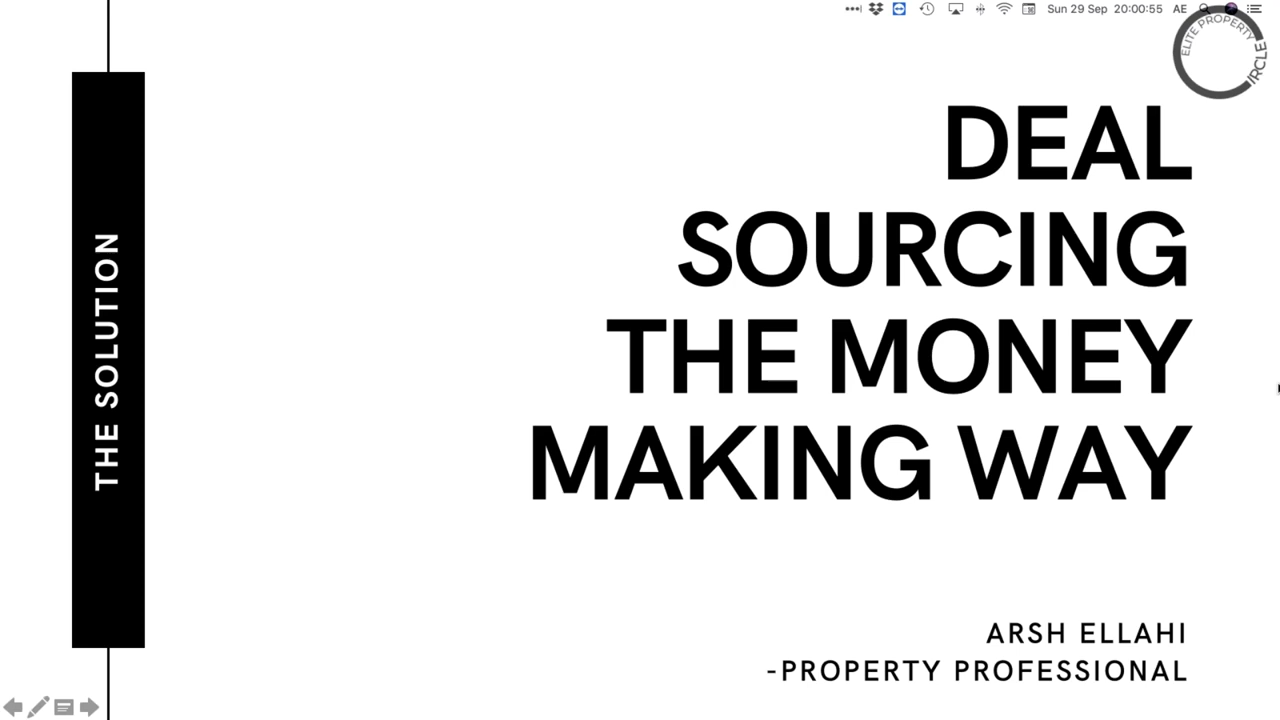 Sun 29 Sep 20:00:55 AE
ELITE PROPERTY CIRCLE
DEAL
SOURCING
THE MONEY
MAKING WAY
THE SOLUTION
ARSH ELLAHI
-PROPERTY PROFESSIONAL